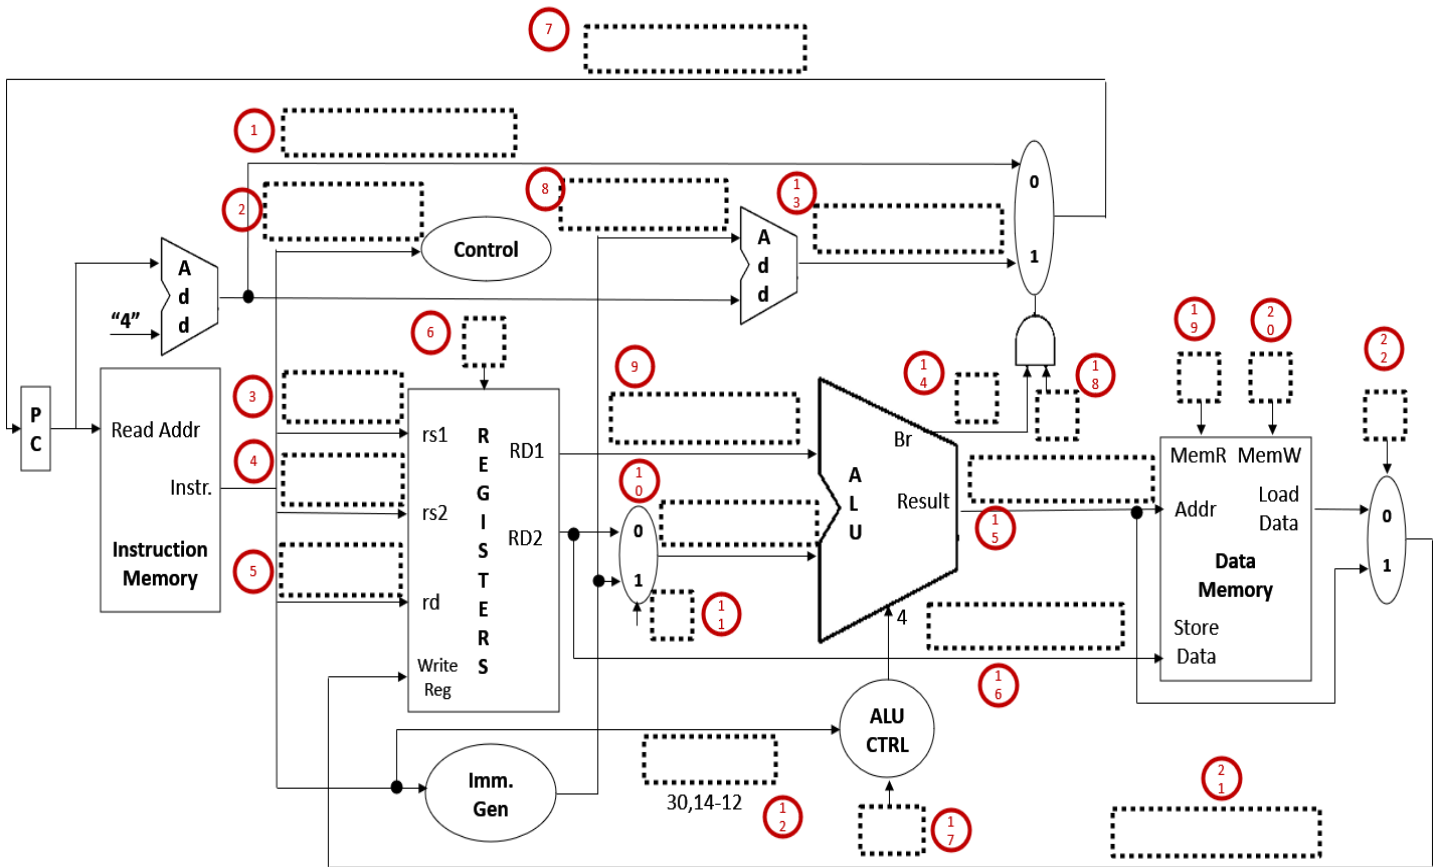 7
1
2
8
1
3
0
1
Control
A
d
d
A
d
d
“4”
6
9
1
4
1
8
1
9
2
0
2
2
P
C
Read Addr
Instr.
Instruction
Memory
3
4
5
rs1
rs2
rd
Write
Reg
R
E
G
I
S
T
E
R
S
RD1
RD2
1
0
0
1
1
1
A
L
U
Br
Result
4
1
5
1
6
MemR MemW
Addr
Load
Data
Data
Memory
Store
Data
0
1
ALU
CTRL
Imm.
Gen
30,14-12
1
2
1
7
2
1